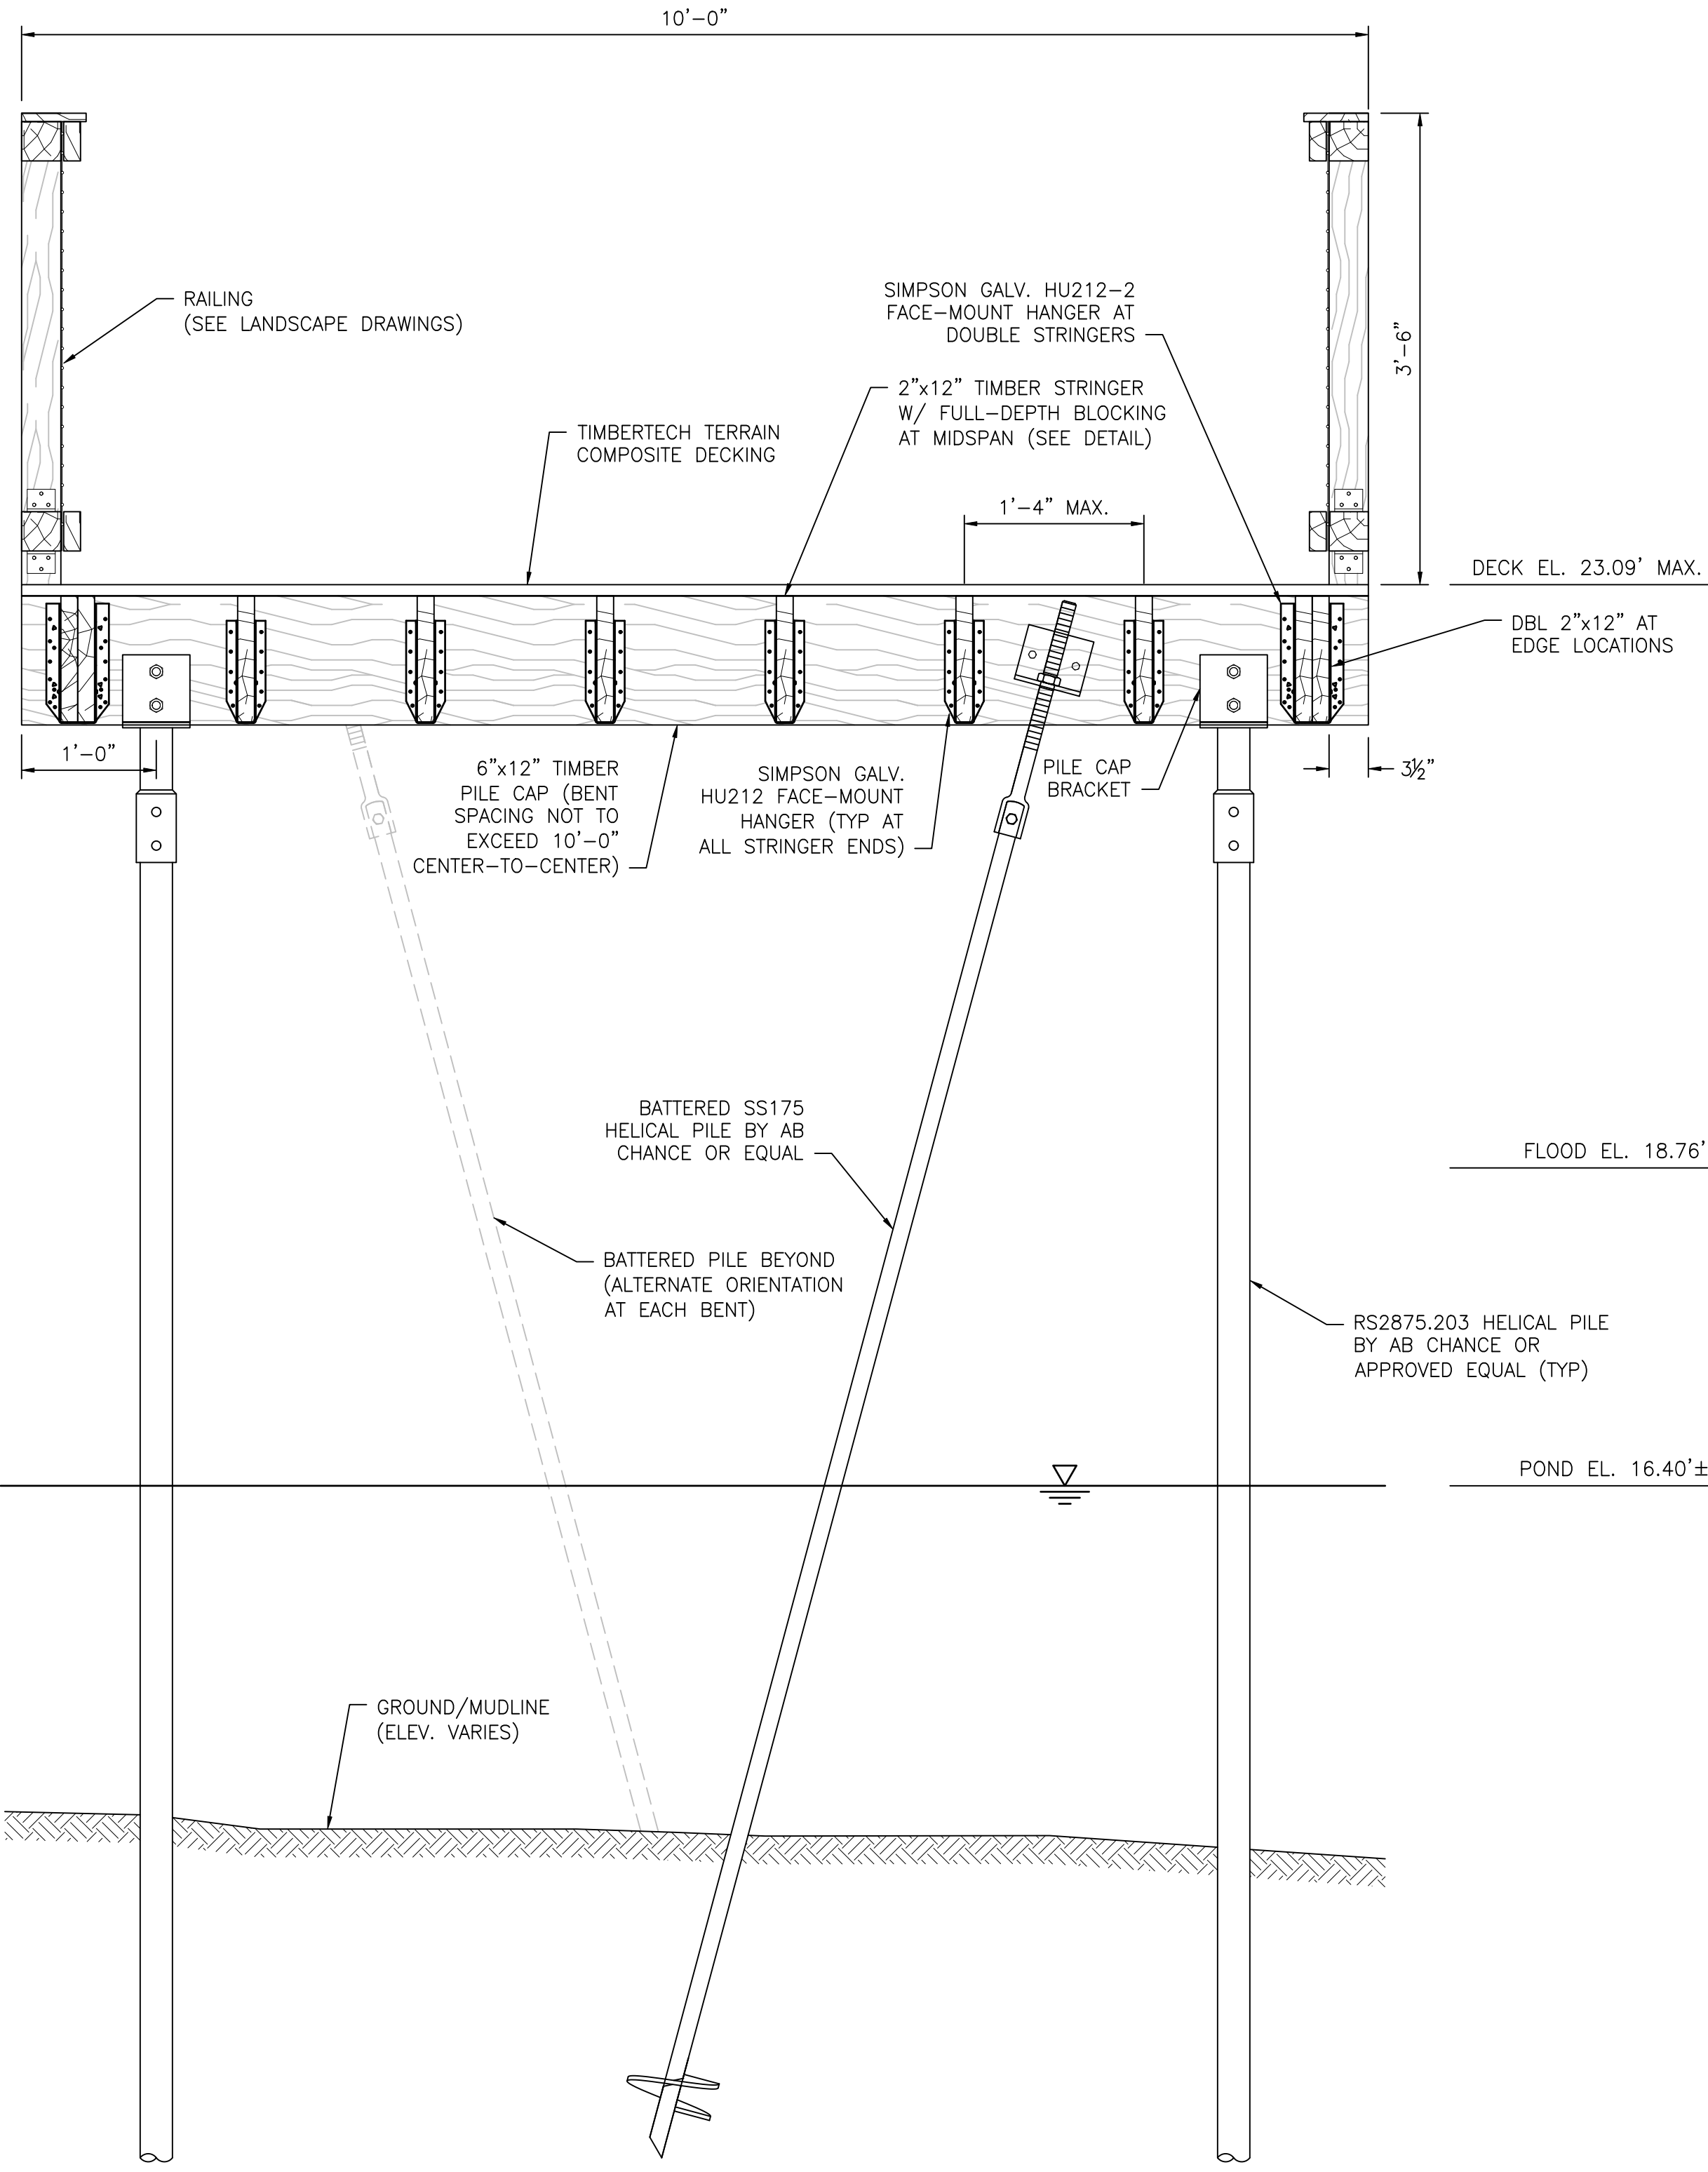 10'-0"
RAILING
(SEE LANDSCAPE DRAWINGS)
SIMPSON GALV. HU212-2
FACE-MOUNT HANGER AT
DOUBLE STRINGERS
3'-6"
2"x12" TIMBER STRINGER
W/ FULL-DEPTH BLOCKING
AT MIDSPAN (SEE DETAIL)
TIMBERTECH TERRAIN
COMPOSITE DECKING
1'-4" MAX.
DECK EL. 23.09' MAX.
DBL 2"x12" AT
EDGE LOCATIONS
1'-0"
6"x12" TIMBER
PILE CAP (BENT
SPACING NOT TO
EXCEED 10'-0"
CENTER-TO-CENTER)
SIMPSON GALV.
HU212 FACE-MOUNT
HANGER (TYP AT
ALL STRINGER ENDS)
PILE CAP
BRACKET
3½"
BATTERED SS175
HELICAL PILE BY AB
CHANCE OR EQUAL
FLOOD EL. 18.76'
BATTERED PILE BEYOND
(ALTERNATE ORIENTATION
AT EACH BENT)
RS2875.203 HELICAL PILE
BY AB CHANCE OR
APPROVED EQUAL (TYP)
POND EL. 16.40'±
GROUND/MUDLINE
(ELEV. VARIES)